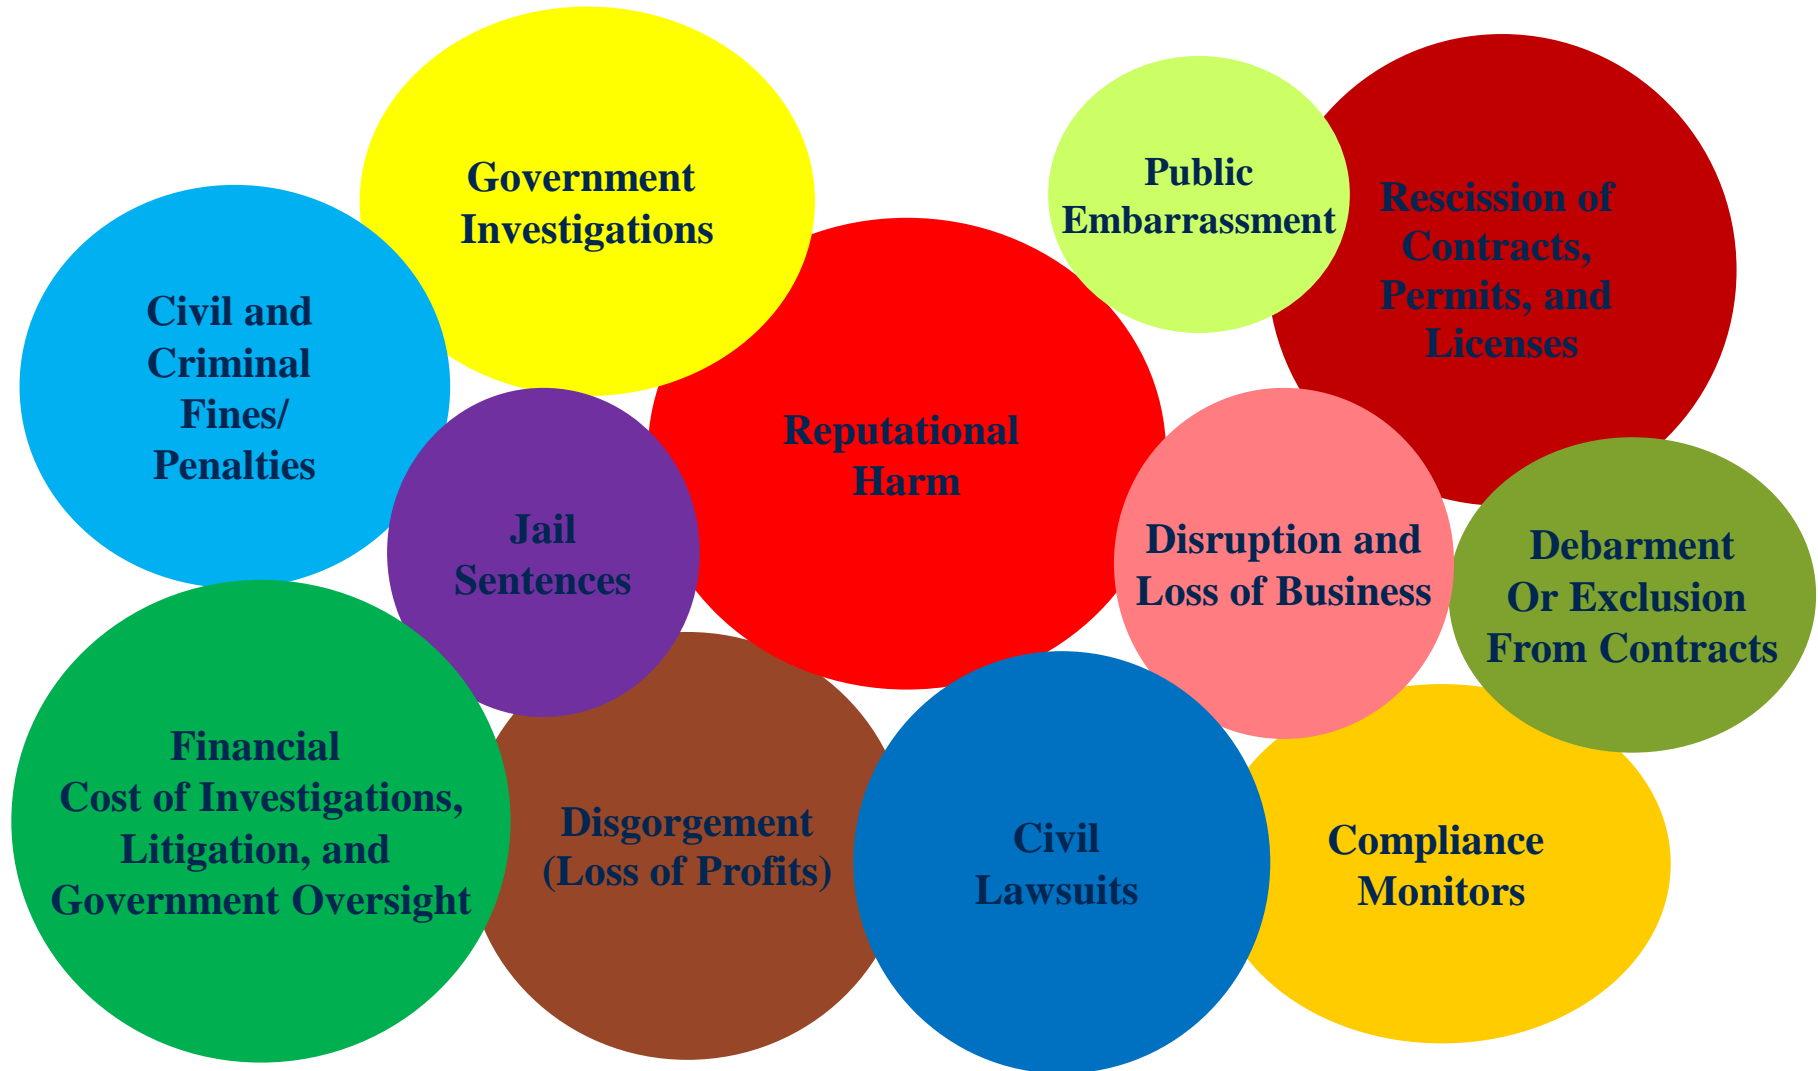 Government
Investigations
Public
Embarrassment
Rescission of
Contracts,
Permits, and
Licenses
Civil and
Criminal
Fines/
Penalties
Reputational
Harm
Jail
Sentences
Disruption and
Loss of Business
Debarment
Or Exclusion
From Contracts
Financial
Cost of Investigations,
Litigation, and
Government Oversight
Disgorgement
(Loss of Profits)
Civil
Lawsuits
Compliance
Monitors